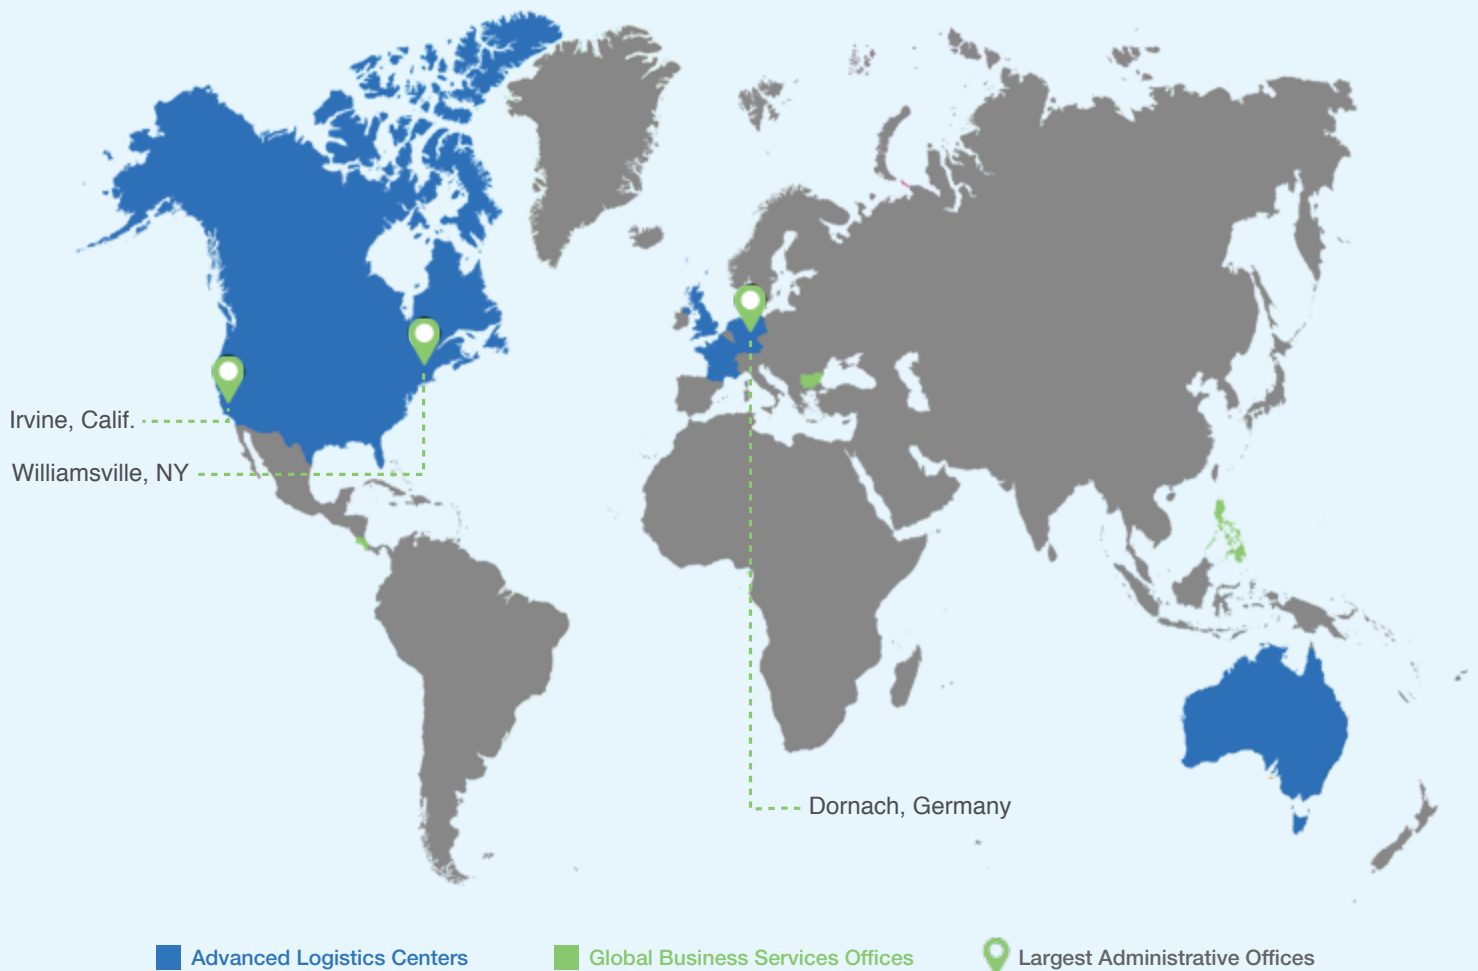 Irvine, Calif.
Williamsville, NY
Dornach, Germany
Advanced Logistics Centers
Global Business Services Offices
Largest Administrative Offices